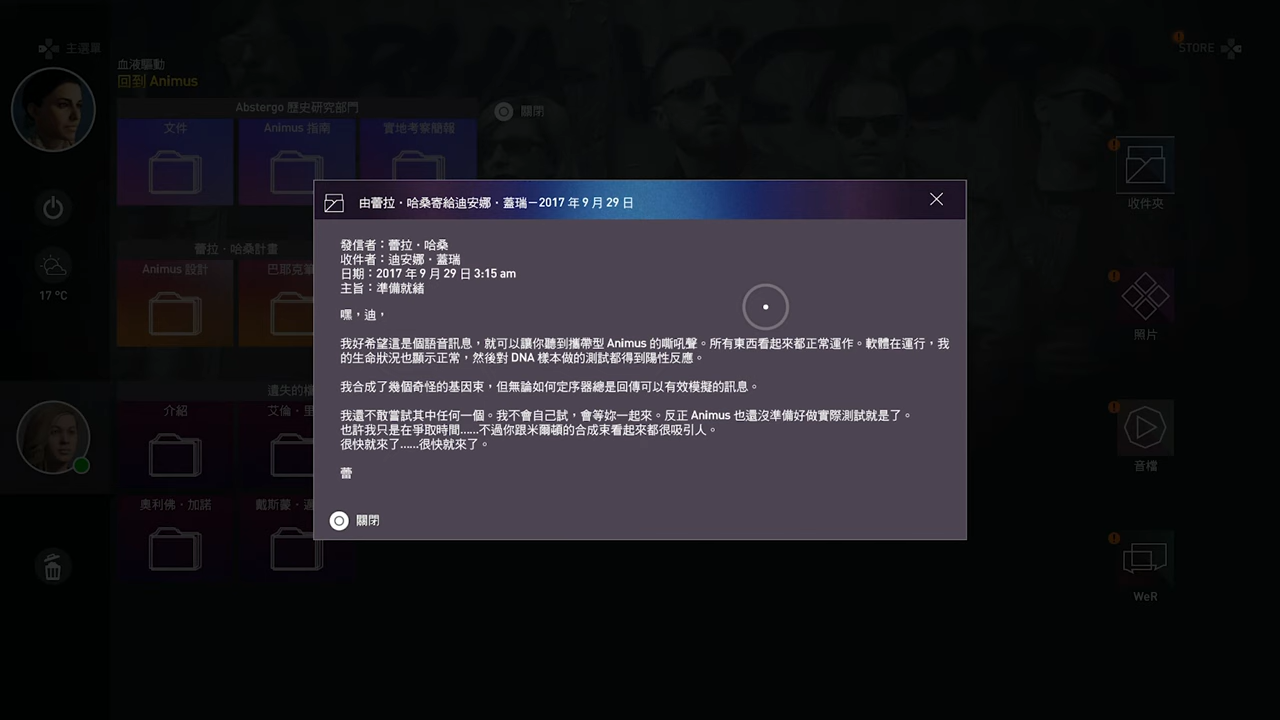 主選單
血液驅動
回到 Animus
STORE
Abstergo 歷史研究部門
關閉
文件
Animus 指南
實地考察簡報
收件夾
由蕾拉・哈桑寄給迪安娜・蓋瑞－2017 年 9 月 29 日
發信者：蕾拉・哈桑
收件者：迪安娜・蓋瑞
日期：2017 年 9 月 29 日 3:15 am
主旨：準備就緒
嘿，迪，
我好希望這是個語音訊息，就可以讓你聽到攜帶型 Animus 的嘶吼聲。所有東西看起來都正常運作。軟體在運行，我
的生命狀況也顯示正常，然後對 DNA 樣本做的測試都得到陽性反應。
我合成了幾個奇怪的基因束，但無論如何定序器總是回傳可以有效模擬的訊息。
我還不敢嘗試其中任何一個。我不會自己試，會等妳一起來。反正 Animus 也還沒準備好做實際測試就是了。
也許我只是在爭取時間......不過你跟米爾頓的合成束看起來都很吸引人。
很快就來了......很快就來了。
蕾
關閉
17 °C
蕾拉・哈桑計畫
Animus 設計
巴耶克
照片
遺失的
介紹
艾倫・里
音檔
奧利佛・加諾
戴斯蒙・
WeR